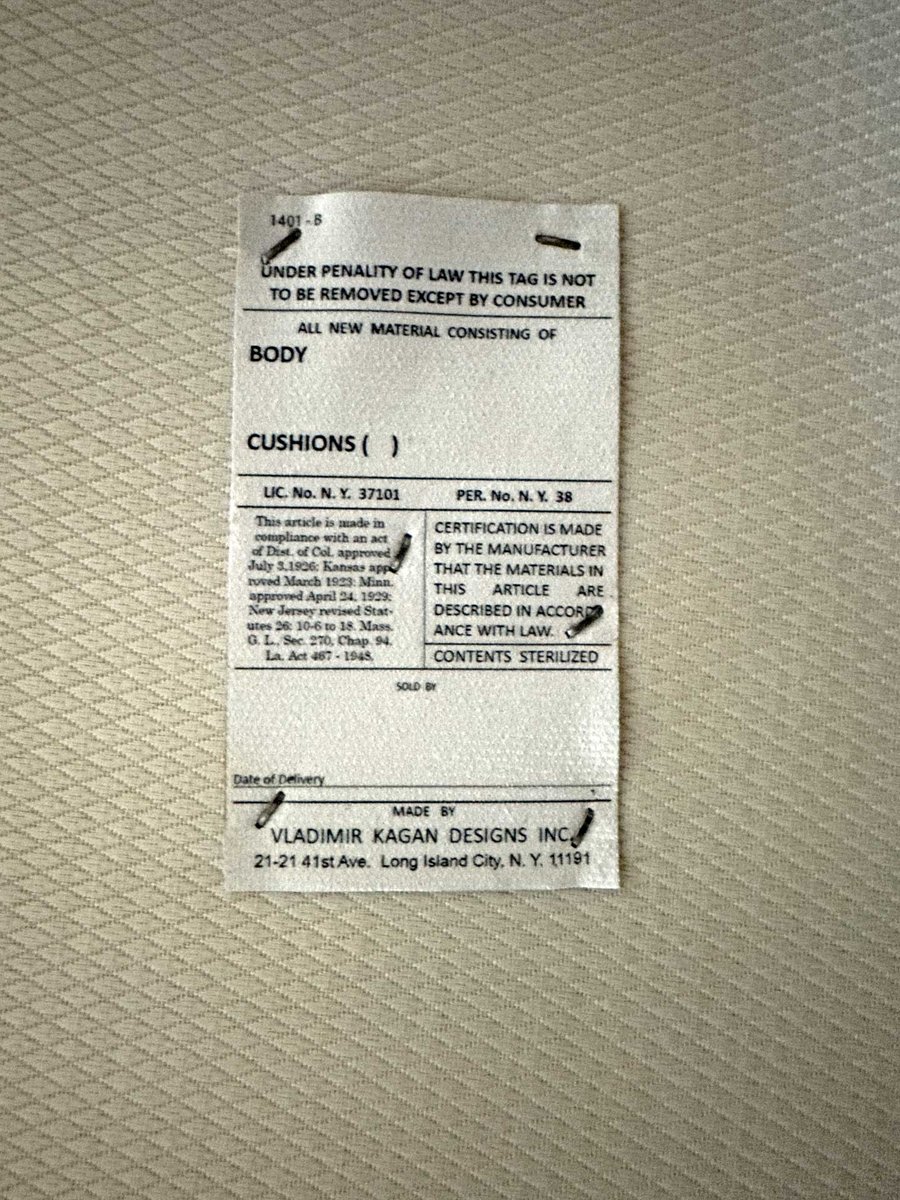 1401 - B
UNDER PENALITY OF LAW THIS TAG IS NOT
TO BE REMOVED EXCEPT BY CONSUMER
ALL NEW MATERIAL CONSISTING OF
BODY
CUSHIONS ( )
LIC. No. N. Y. 37101 PER. No. N. Y. 38
This article is made in
compliance with an act
of Dist. of Col. approved
July 3,1926; Kansas app
roved March 1923; Minn.
approved April 24, 1929;
New Jersey revised Stat-
utes 26: 10-6 to 18. Mass.
G. L., Sec. 270, Chap. 94.
La. Act 467 - 1948.
CERTIFICATION IS MADE
BY THE MANUFACTURER
THAT THE MATERIALS IN
THIS ARTICLE ARE
DESCRIBED IN ACCORD-
ANCE WITH LAW.
CONTENTS STERILIZED
SOLD BY
Date of Delivery
MADE BY
VLADIMIR KAGAN DESIGNS INC.
21-21 41st Ave. Long Island City, N. Y. 11191